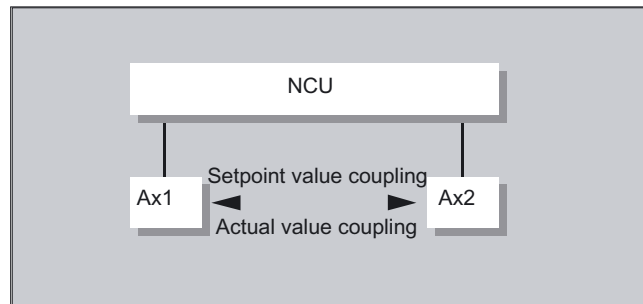 NCU
Setpoint value coupling
Ax1 Ax2
Actual value coupling